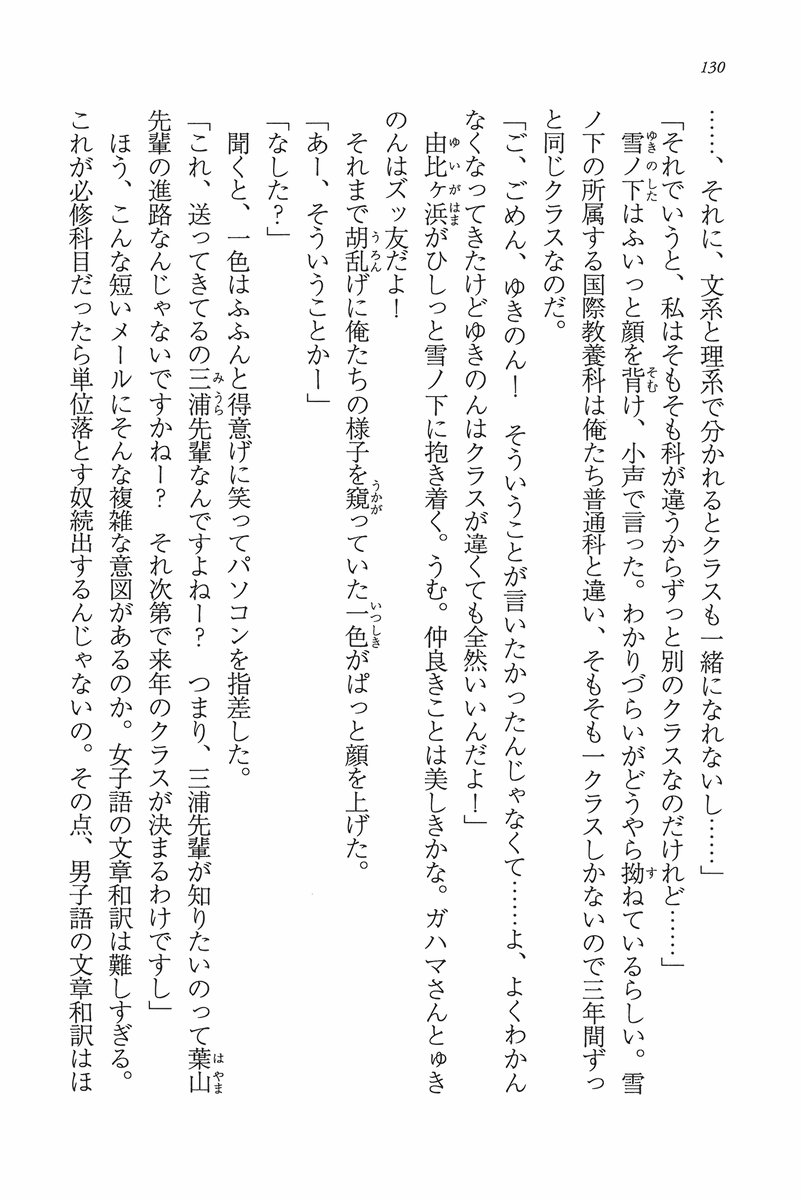 130
……、それに、文系と理系で分かれるとクラスも一緒になれないし……」
「それでいうと、私はそもそも科が違うからずっと別のクラスなのだけれど……」
雪ノ下はふいっと顔を背け、小声で言った。わかりづらいがどうやら拗ねているらしい。雪
ノ下の所属する国際教養科は俺たち普通科と違い、そもそも一クラスしかないので三年間ずっ
と同じクラスなのだ。
「ご、ごめん、ゆきのん！　そういうことが言いたかったんじゃなくて……よ、よくわかん
なくなってきたけどゆきのんはクラスが違くても全然いいんだよ！」
由比ヶ浜がひしっと雪ノ下に抱き着く。うむ。仲良きことは美しきかな。ガハマさんとゅき
のんはズッ友だよ！
それまで胡乱げに俺たちの様子を窺っていた一色がぱっと顔を上げた。
「あー、そういうことかー」
「なした？」
聞くと、一色はふふんと得意げに笑ってパソコンを指差した。
「これ、送ってきてるの三浦先輩なんですよねー？　つまり、三浦先輩が知りたいのって葉山
先輩の進路なんじゃないですかねー？　それ次第で来年のクラスが決まるわけですし」
ほう、こんな短いメールにそんな複雑な意図があるのか。女子語の文章和訳は難しすぎる。
これが必修科目だったら単位落とす奴続出するんじゃないの。その点、男子語の文章和訳はほ